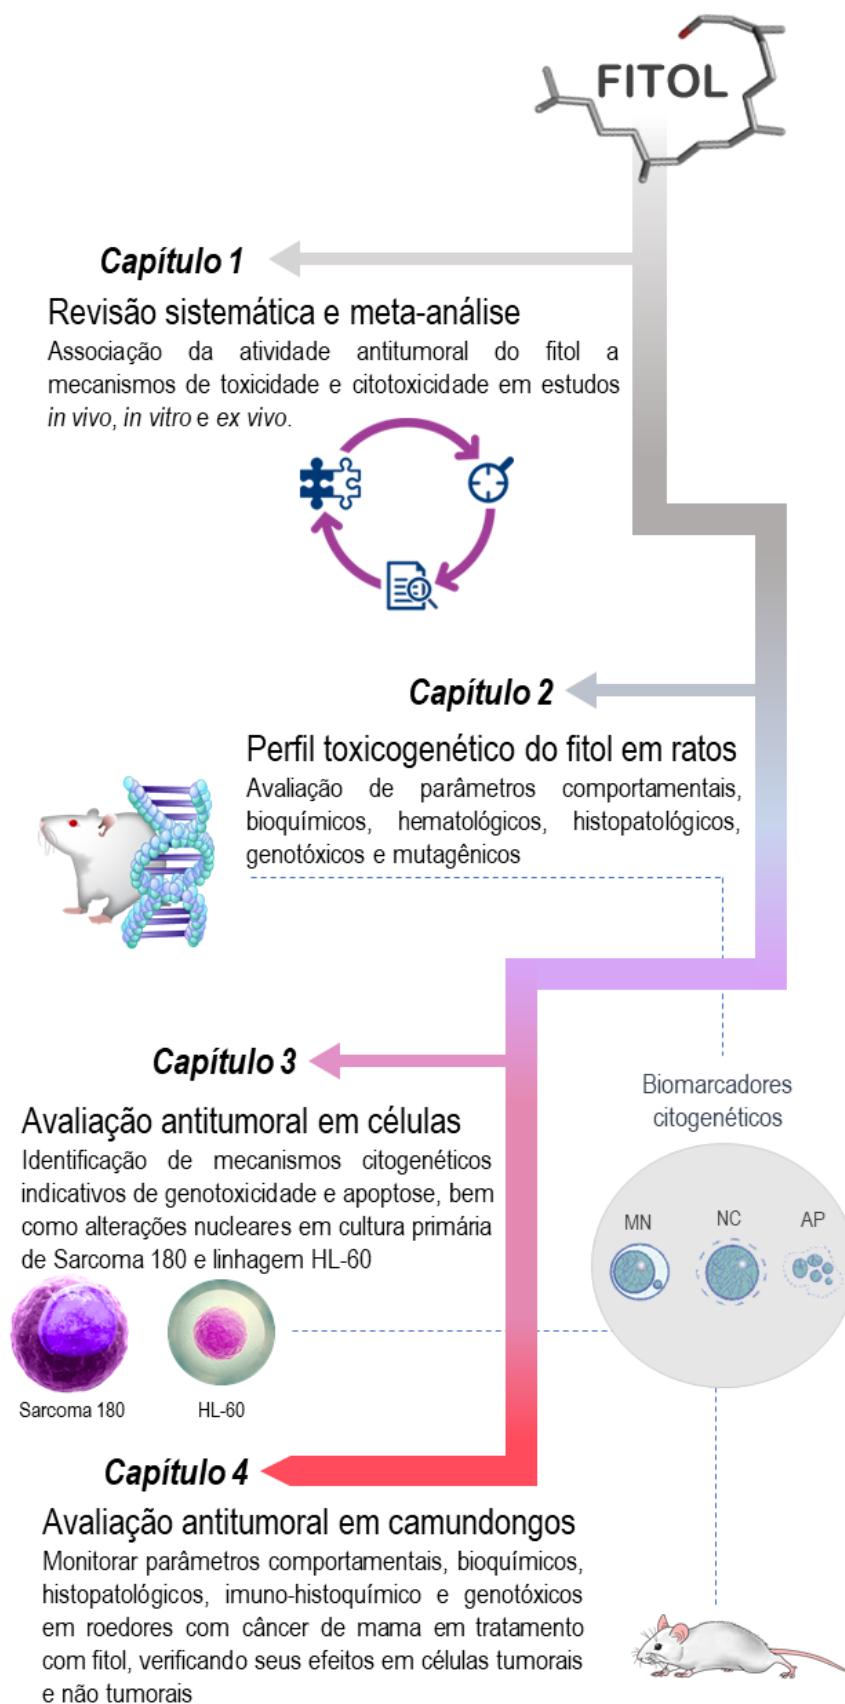 FITOL
Capítulo 1
Revisão sistemática e meta-análise
Associação da atividade antitumoral do fitol a
mecanismos de toxicidade e citotoxicidade em estudos
in vivo, in vitro e ex vivo.
Capítulo 2
Perfil toxicogenético do fitol em ratos
Avaliação de parâmetros comportamentais,
bioquímicos, hematológicos, histopatológicos,
genotóxicos e mutagênicos
Capítulo 3
Avaliação antitumoral em células
Identificação de mecanismos citogenéticos
indicativos de genotoxicidade e apoptose, bem
como alterações nucleares em cultura primária
de Sarcoma 180 e linhagem HL-60
Sarcoma 180
HL-60
Biomarcadores
citogenéticos
MN
NC
AP
Capítulo 4
Avaliação antitumoral em camundongos
Monitorar parâmetros comportamentais, bioquímicos,
histopatológicos, imuno-histoquímico e genotóxicos
em roedores com câncer de mama em tratamento
com fitol, verificando seus efeitos em células tumorais
e não tumorais